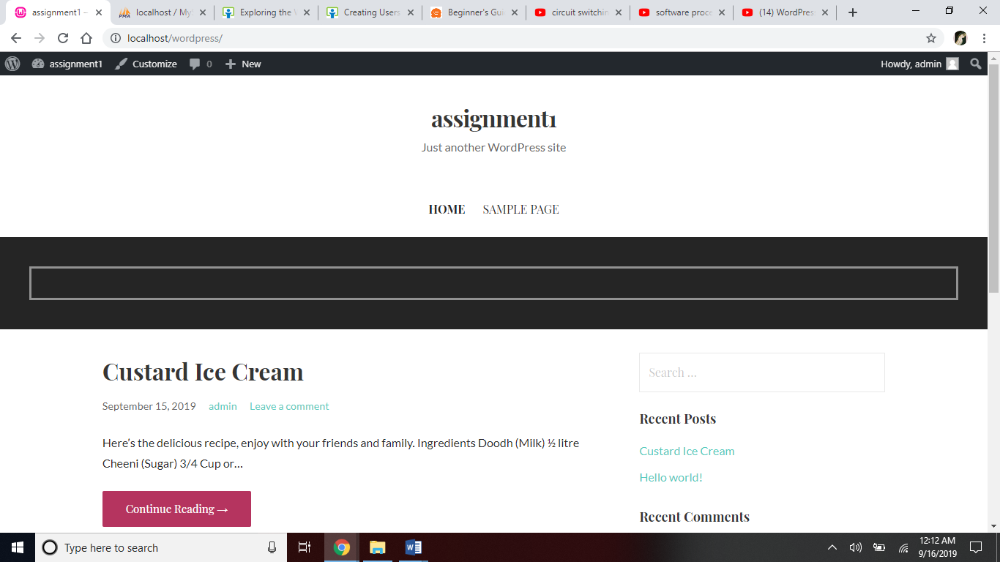 assignment1 –
localhost / My
Exploring the
Creating Users
Beginner's Gui
circuit switchin
software proce
(14) WordPres
localhost/wordpress/
assignment1 Customize 0 New Howdy, admin
assignment1
Just another WordPress site
HOME SAMPLE PAGE
Custard Ice Cream
September 15, 2019 admin Leave a comment
Here’s the delicious recipe, enjoy with your friends and family. Ingredients Doodh (Milk) ½ litre
Cheeni (Sugar) 3/4 Cup or…
Continue Reading →
Search …
Recent Posts
Custard Ice Cream
Hello world!
Recent Comments
Type here to search
12:12 AM
9/16/2019